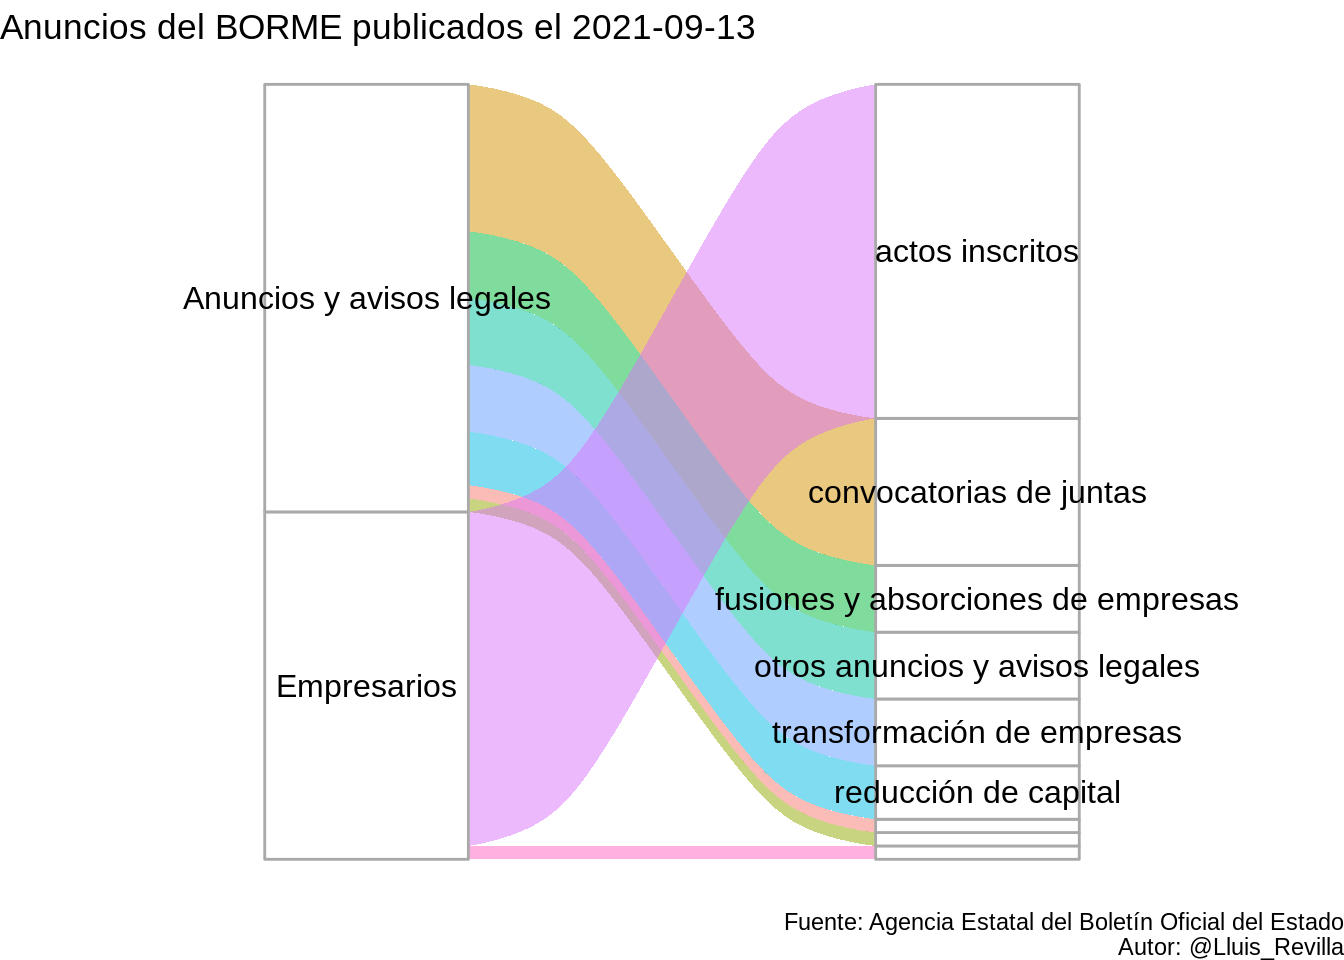 Anuncios del BORME publicados el 2021-09-13
actos inscritos
Anuncios y avisos legales
convocatorias de juntas
fusiones y absorciones de empresas
otros anuncios y avisos legales
Empresarios
transformación de empresas
reducción de capital
Fuente: Agencia Estatal del Boletín Oficial del Estado
Autor: @Lluis_Revilla